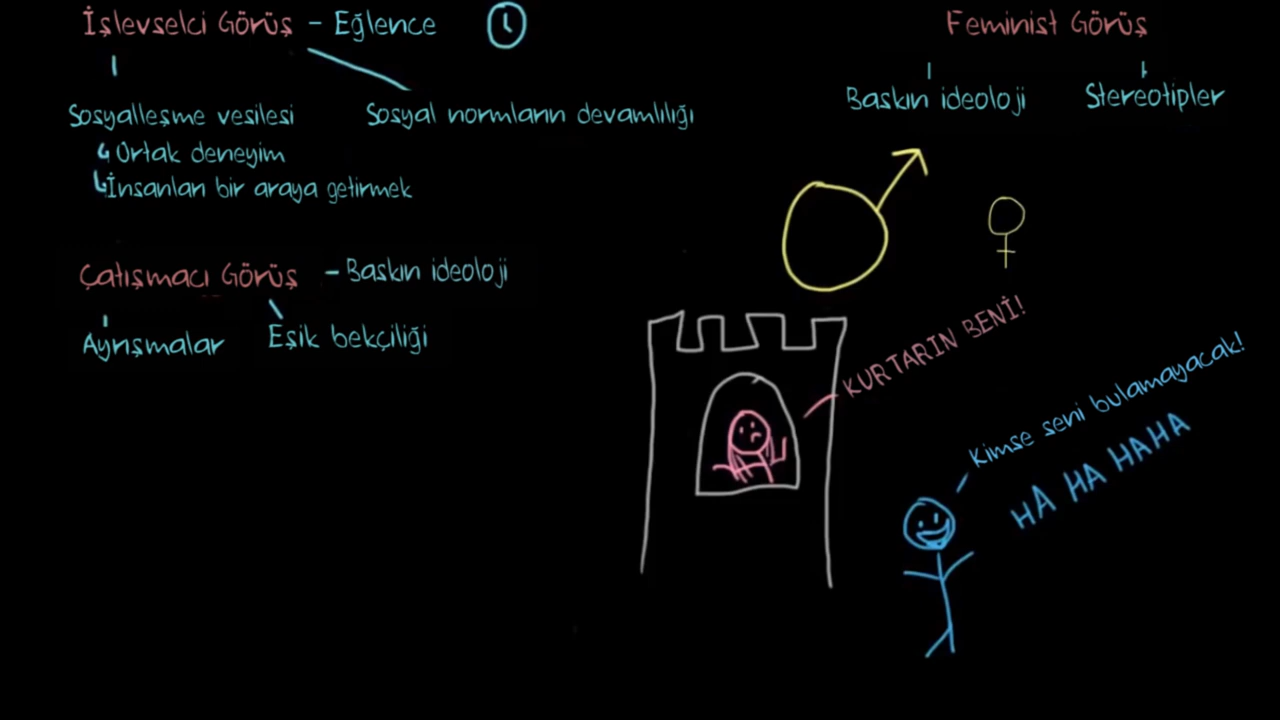 İşlevselci Görüş - Eğlence
Sosyalleşme vesilesi
Sosyal normların devamlılığı
Ortak deneyim
İnsanları bir araya getirmek
Çatışmacı Görüş - Baskın ideoloji
Ayrışmalar
Eşik bekçiliği
Feminist Görüş
Baskın ideoloji
Stereotipler
KURTARIN BENİ!
Kimse seni bulamayacak!
HA HA HAHA